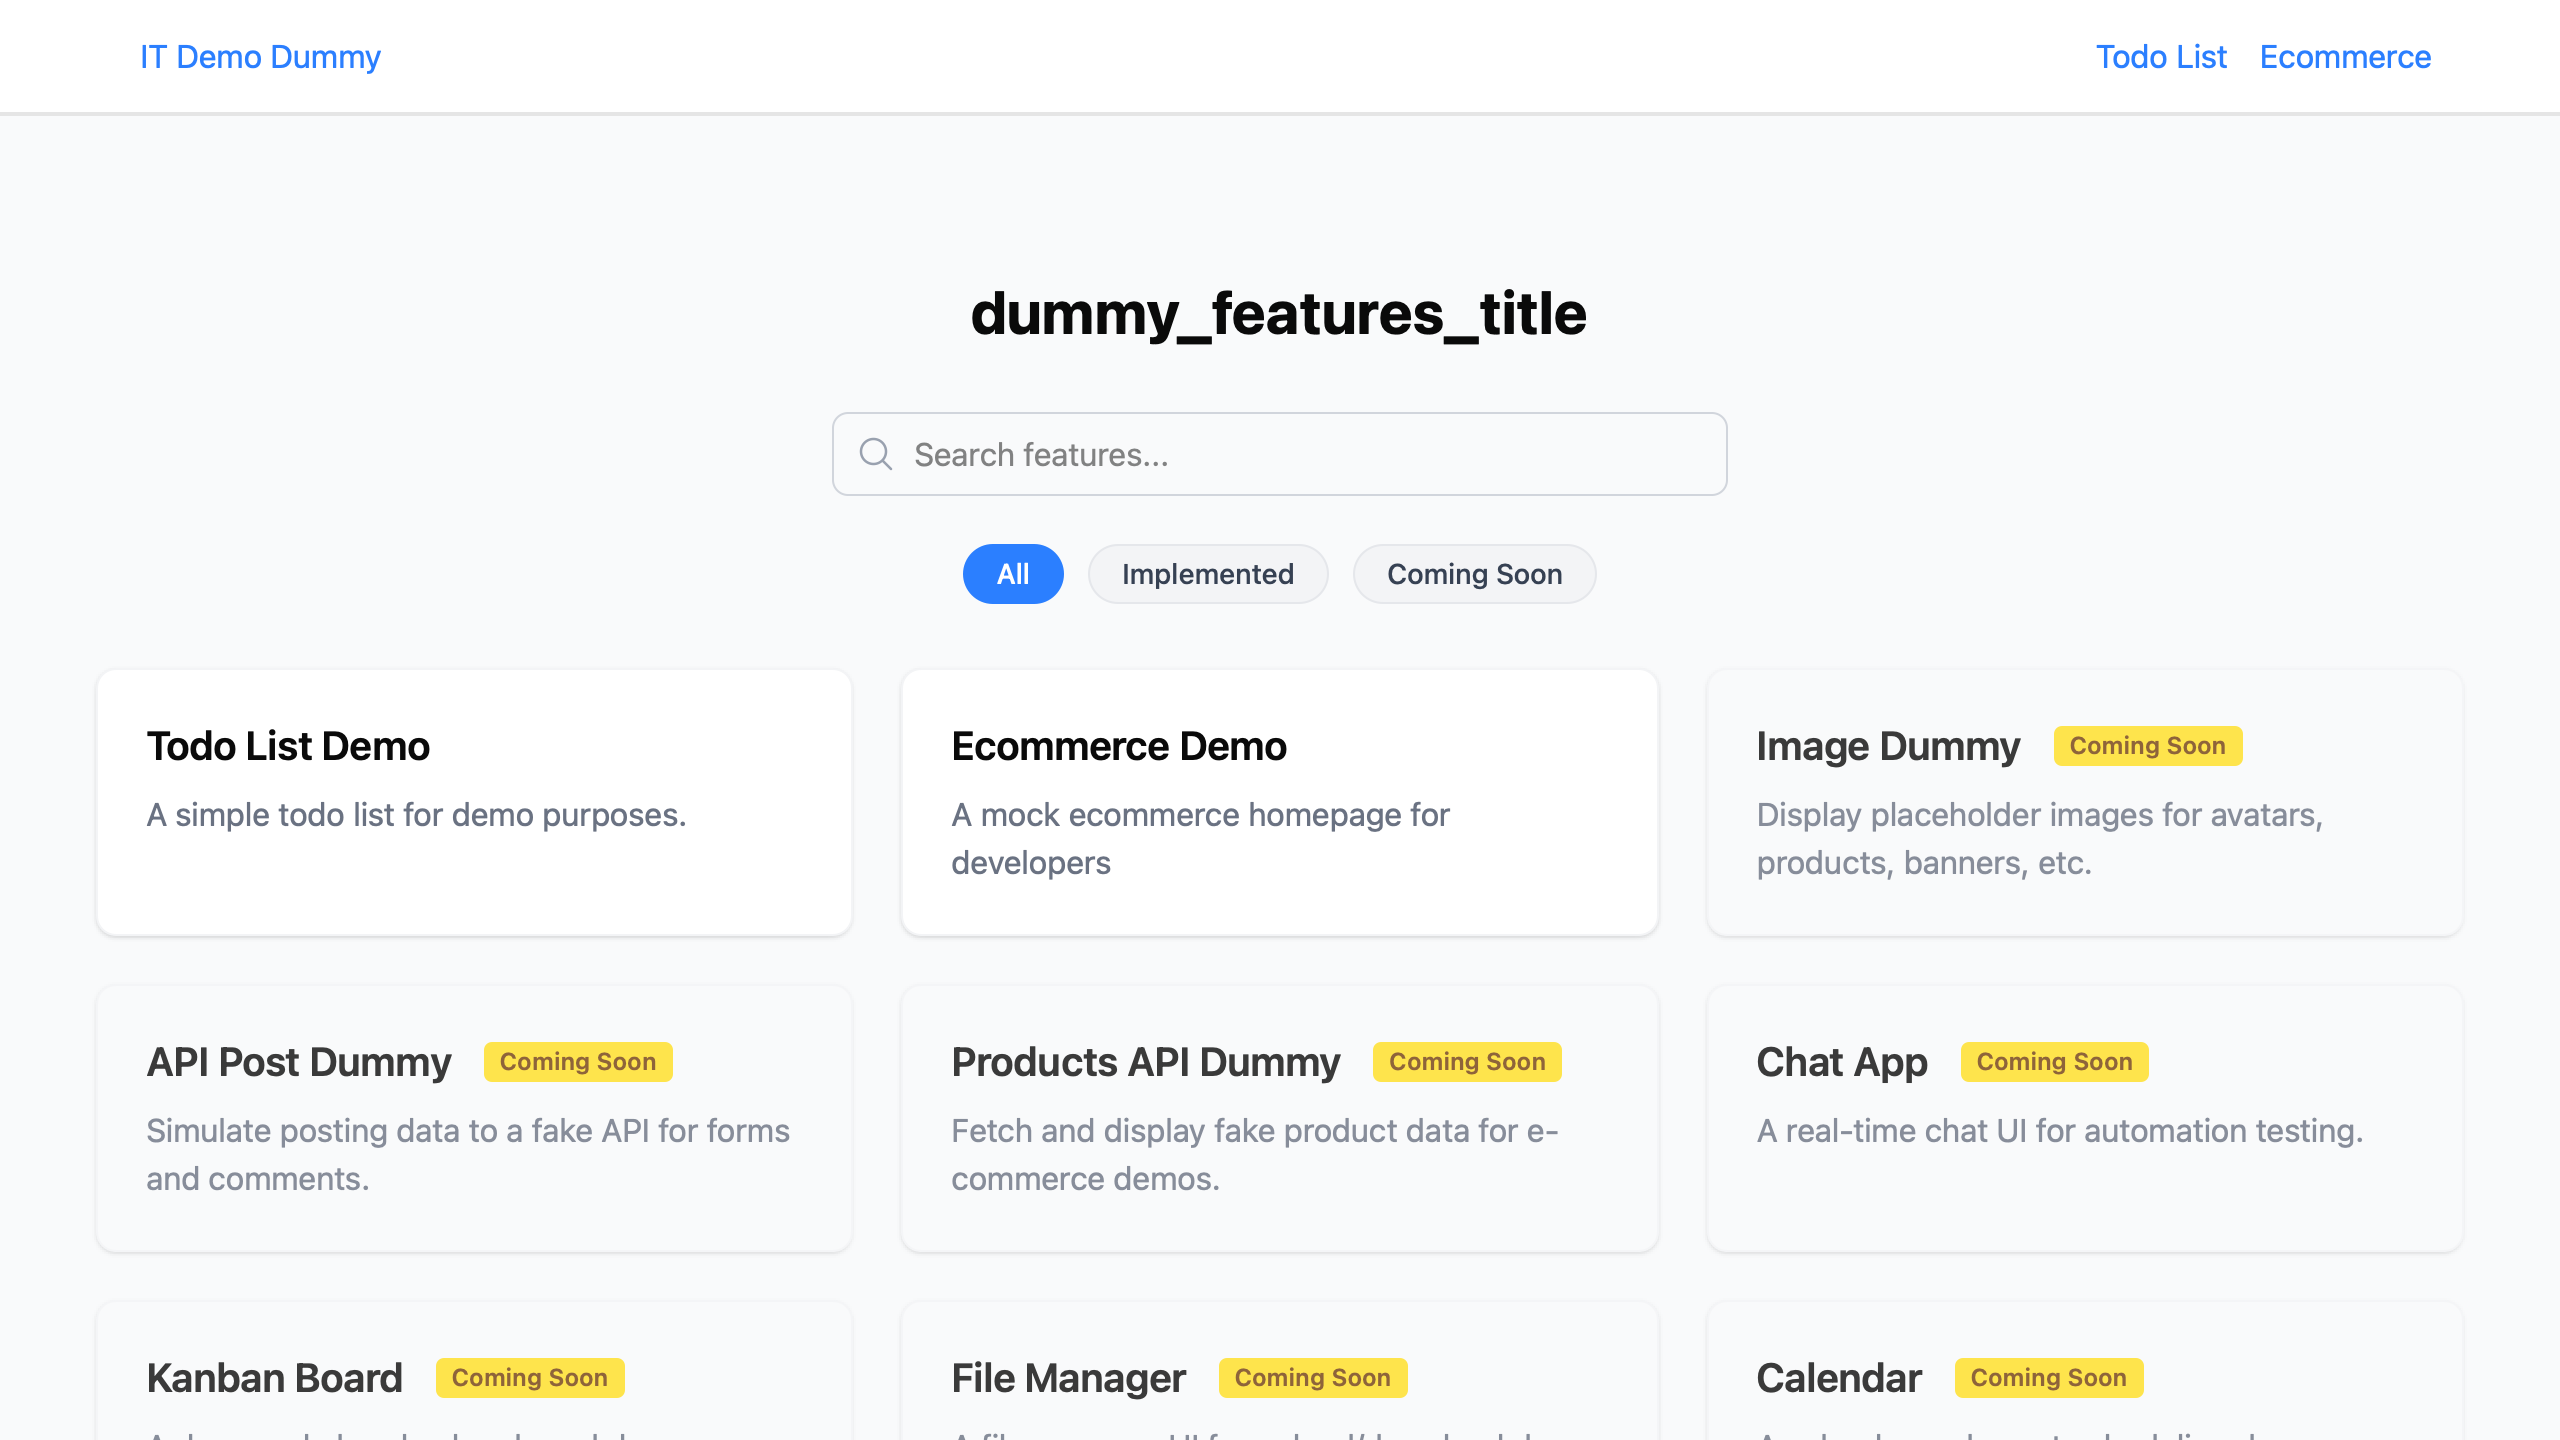 IT Demo Dummy
Todo List
Ecommerce
dummy_features_title
Search features...
All
Implemented
Coming Soon
Todo List Demo
A simple todo list for demo purposes.
Ecommerce Demo
A mock ecommerce homepage for
developers
Image Dummy
Coming Soon
Display placeholder images for avatars,
products, banners, etc.
API Post Dummy
Coming Soon
Simulate posting data to a fake API for forms
and comments.
Products API Dummy
Coming Soon
Fetch and display fake product data for e-
commerce demos.
Chat App
Coming Soon
A real-time chat UI for automation testing.
Kanban Board
Coming Soon
File Manager
Coming Soon
Calendar
Coming Soon